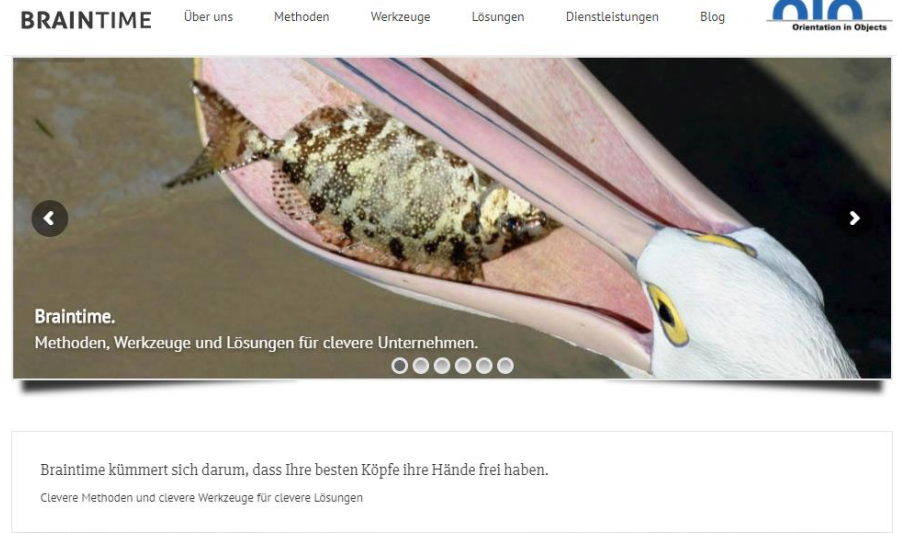 BRAINTIME
Über uns
Methoden
Werkzeuge
Lösungen
Dienstleistungen
Blog
Orientation in Objects
Braintime.
Methoden, Werkzeuge und Lösungen für clevere Unternehmen.
Braintime kümmert sich darum, dass Ihre besten Köpfe ihre Hände frei haben.
Clevere Methoden und clevere Werkzeuge für clevere Lösungen